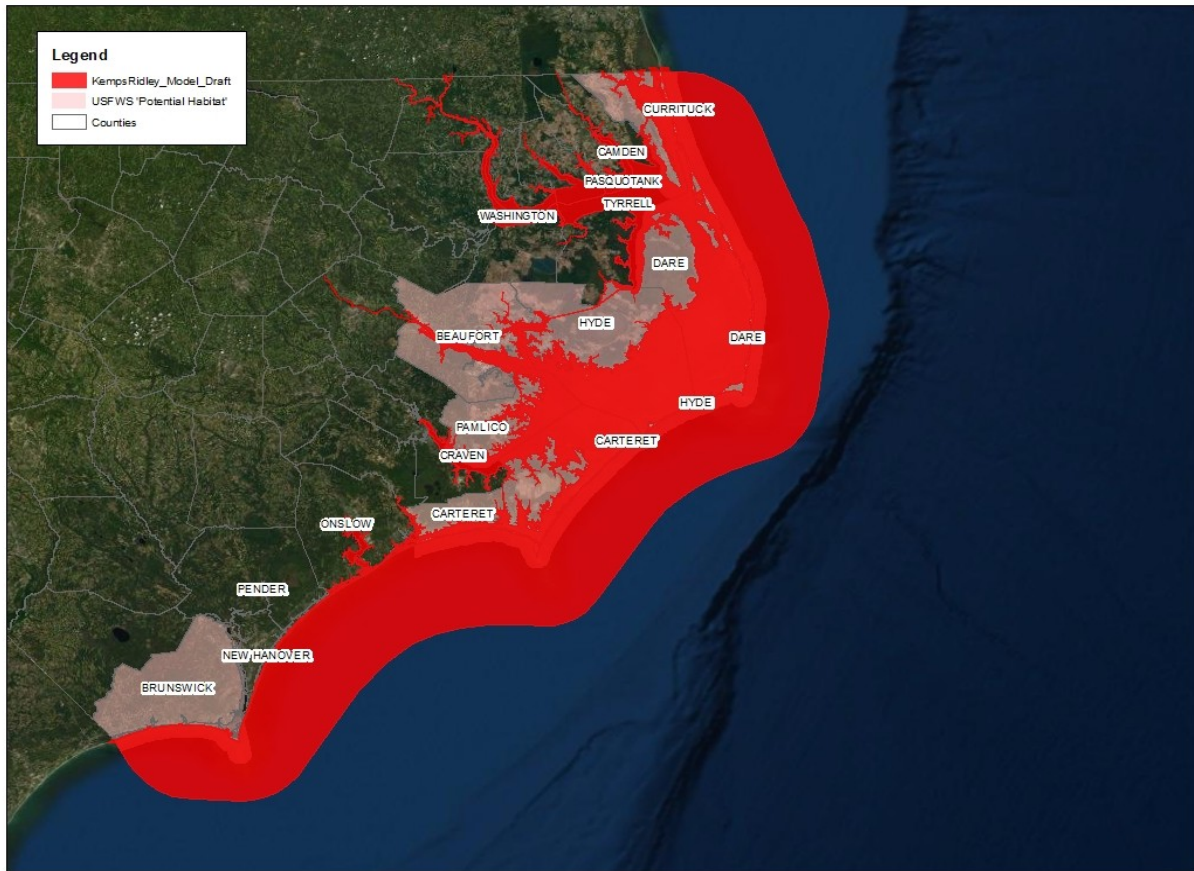 Legend
KempsRidley_Model_Draft
USFWS 'Potential Habitat'
Counties
CURRITUCK
CAMDEN
PASQUOTANK
TYRRELL
WASHINGTON
DARE
HYDE
BEAUFORT
DARE
HYDE
PAMLICO
CARTERET
CRAVEN
CARTERET
ONSLOW
PENDER
NEW HANOVER
BRUNSWICK